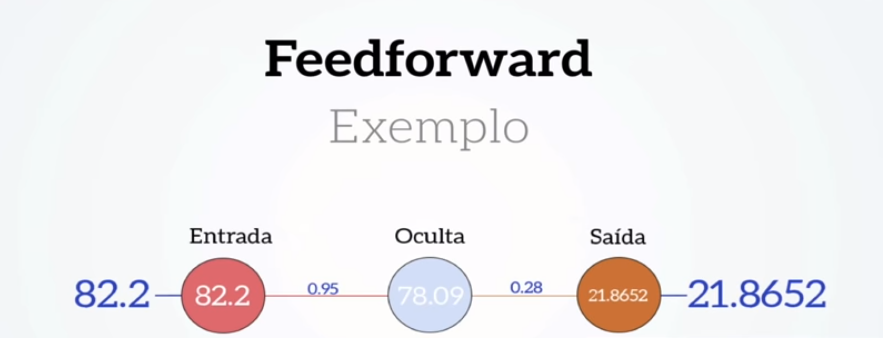 Feedforward
Exemplo
Entrada Oculta Saída
82.2 82.2 0.95 78.09 0.28 21.8652 21.8652